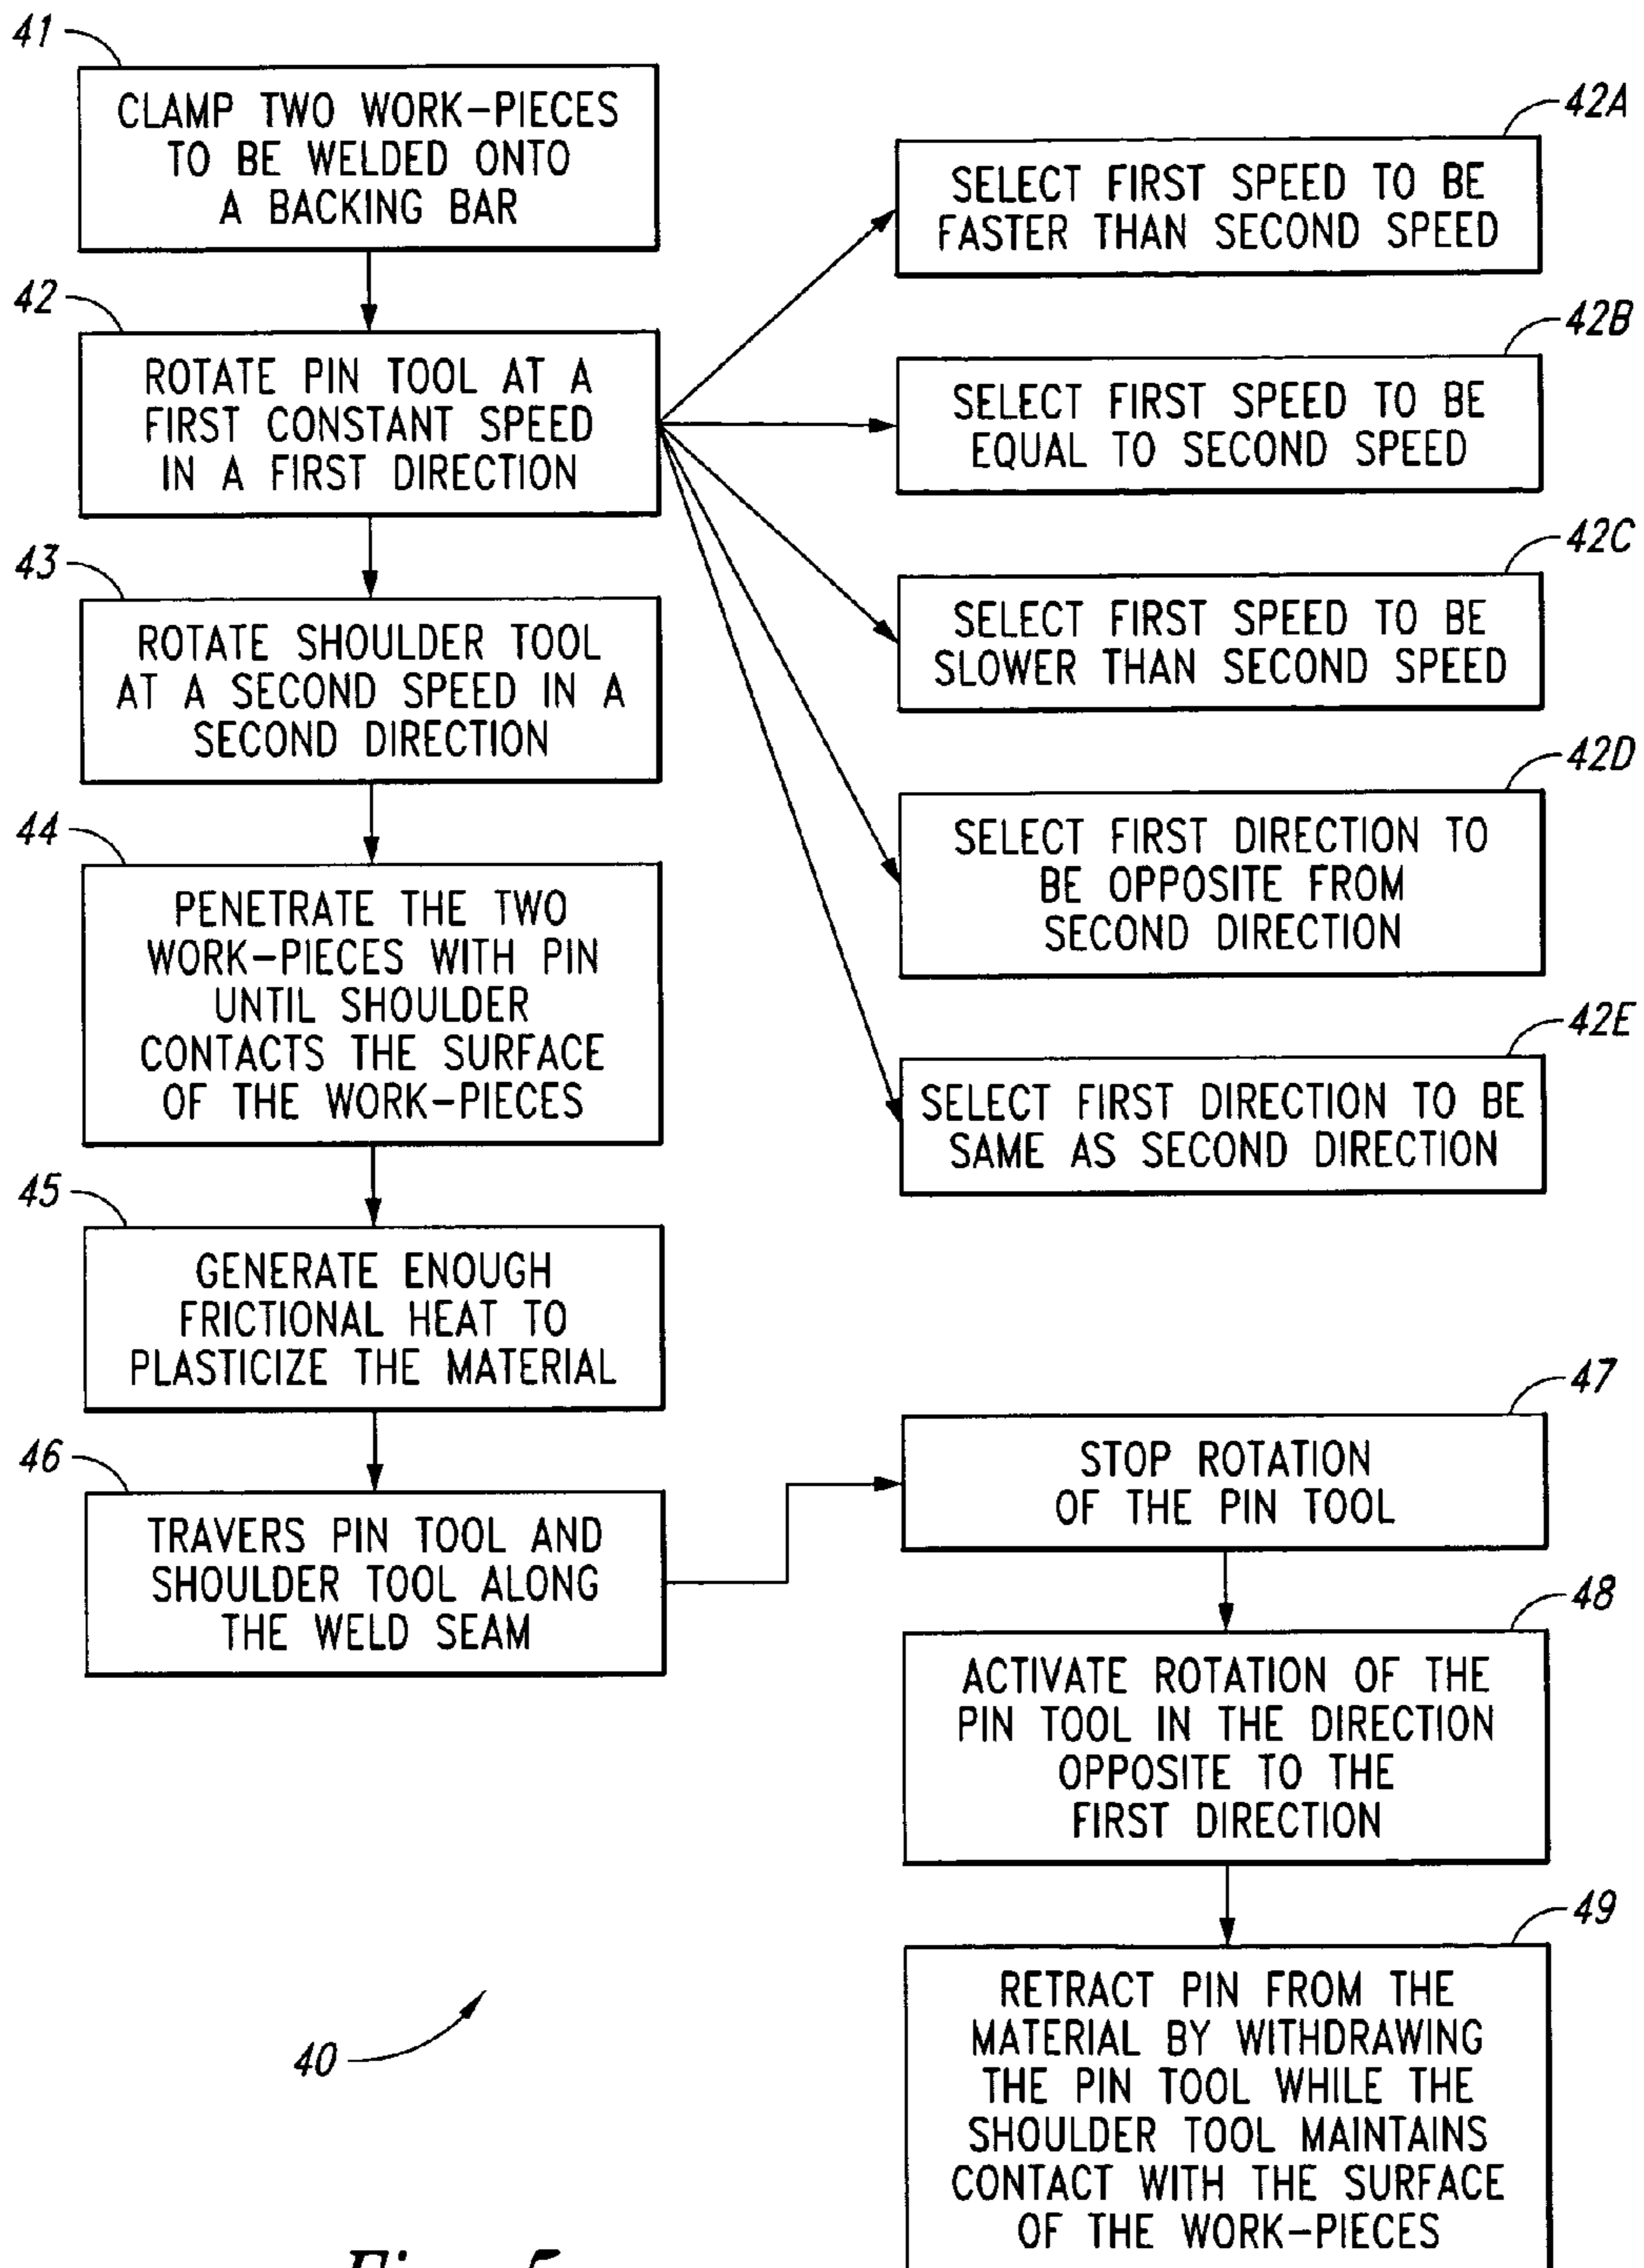 41
CLAMP TWO WORK-PIECES
TO BE WELDED ONTO
A BACKING BAR
42
ROTATE PIN TOOL AT A
FIRST CONSTANT SPEED
IN A FIRST DIRECTION
42A
SELECT FIRST SPEED TO BE
FASTER THAN SECOND SPEED
42B
SELECT FIRST SPEED TO BE
EQUAL TO SECOND SPEED
42C
SELECT FIRST SPEED TO BE
SLOWER THAN SECOND SPEED
42D
SELECT FIRST DIRECTION TO
BE OPPOSITE FROM
SECOND DIRECTION
42E
SELECT FIRST DIRECTION TO BE
SAME AS SECOND DIRECTION
43
ROTATE SHOULDER TOOL
AT A SECOND SPEED IN A
SECOND DIRECTION
44
PENETRATE THE TWO
WORK-PIECES WITH PIN
UNTIL SHOULDER
CONTACTS THE SURFACE
OF THE WORK-PIECES
45
GENERATE ENOUGH
FRICTIONAL HEAT TO
PLASTICIZE THE MATERIAL
46
TRAVERS PIN TOOL AND
SHOULDER TOOL ALONG
THE WELD SEAM
47
STOP ROTATION
OF THE PIN TOOL
48
ACTIVATE ROTATION OF THE
PIN TOOL IN THE DIRECTION
OPPOSITE TO THE
FIRST DIRECTION
49
RETRACT PIN FROM THE
MATERIAL BY WITHDRAWING
THE PIN TOOL WHILE THE
SHOULDER TOOL MAINTAINS
CONTACT WITH THE SURFACE
OF THE WORK-PIECES
40